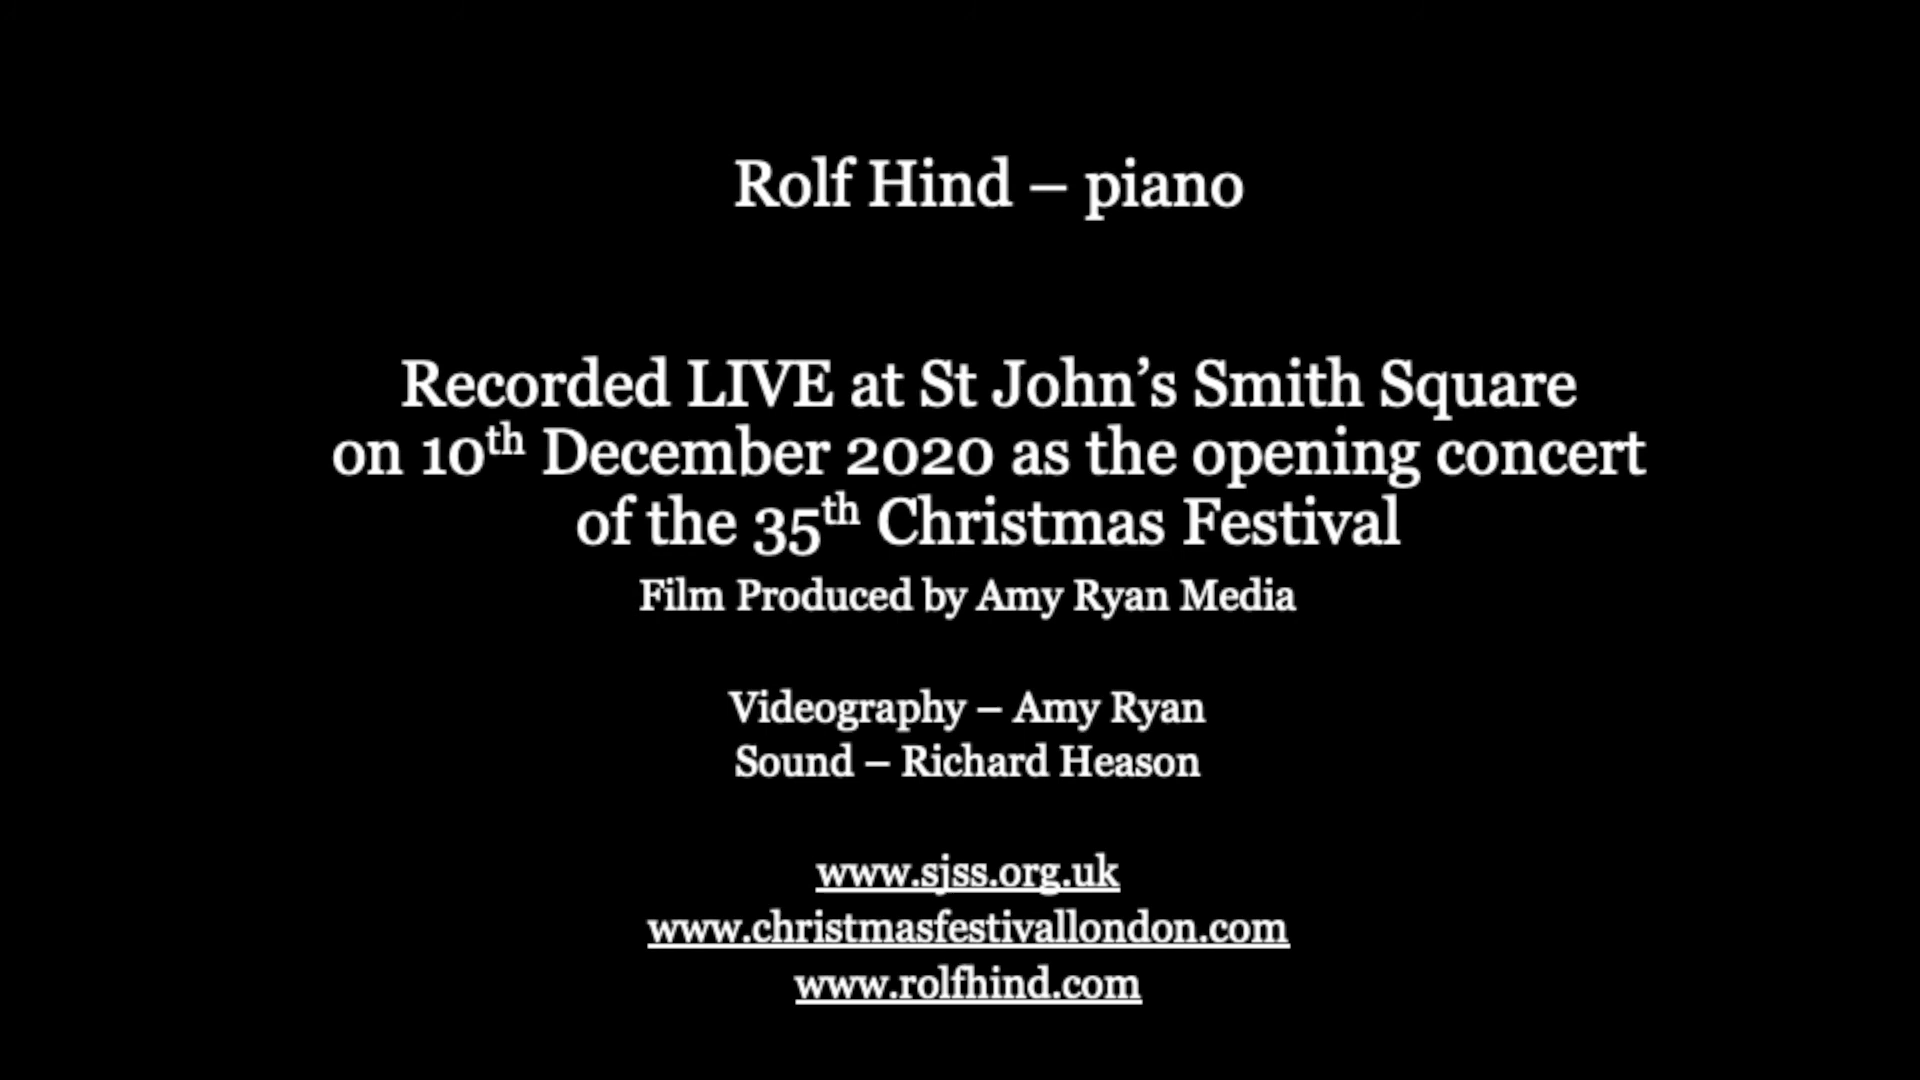 Rolf Hind – piano
Recorded LIVE at St John’s Smith Square
on 10th December 2020 as the opening concert
of the 35th Christmas Festival
Film Produced by Amy Ryan Media
Videography – Amy Ryan
Sound – Richard Heason
www.sjss.org.uk
www.christmasfestivallondon.com
www.rolfhind.com